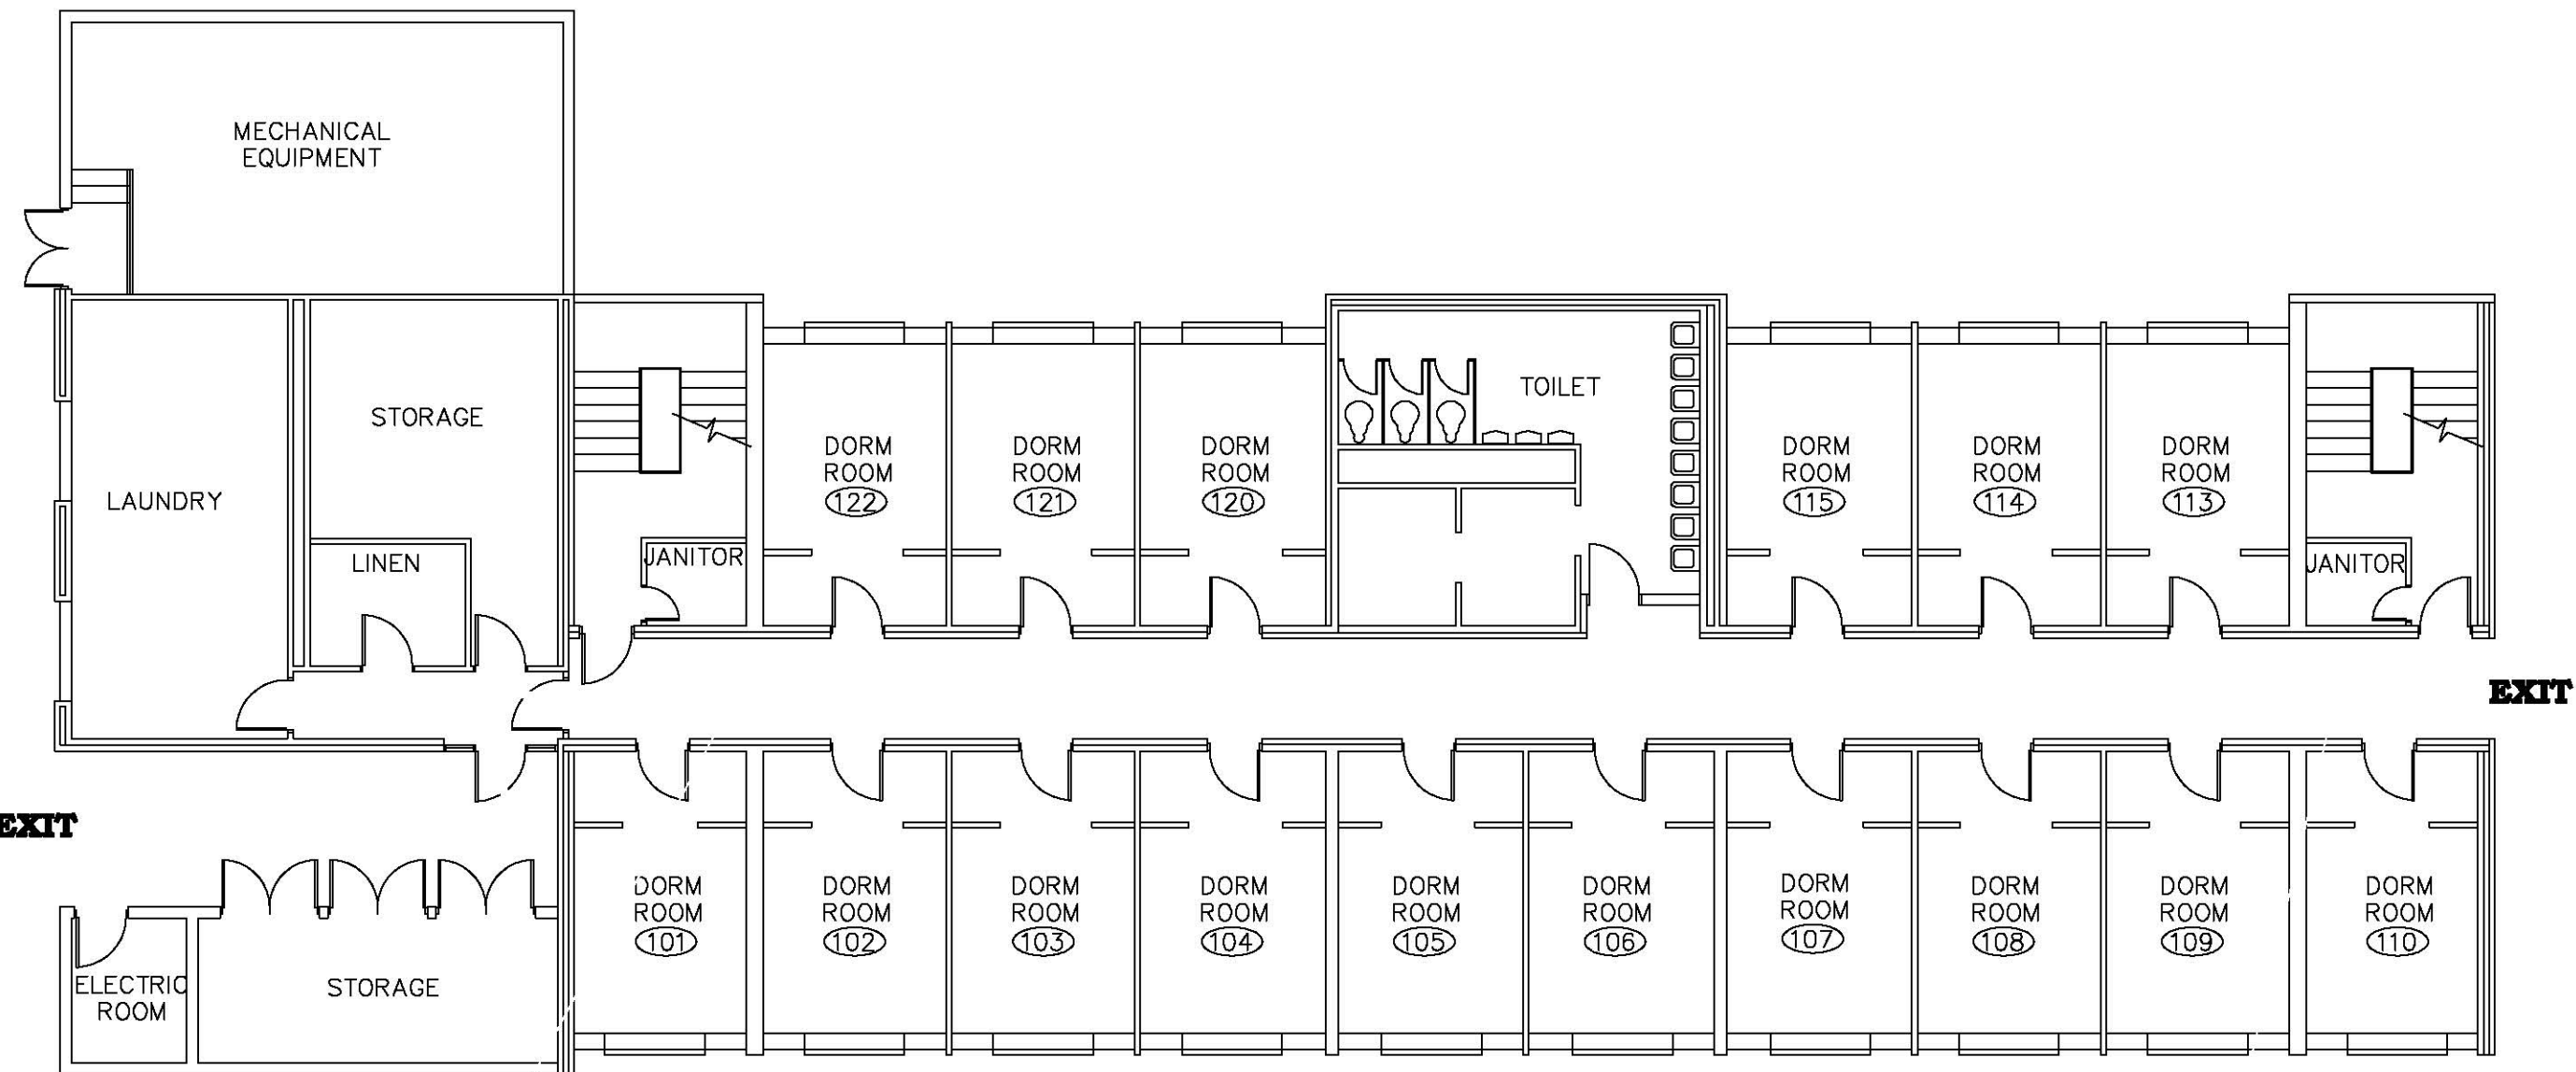 MECHANICAL
EQUIPMENT
LAUNDRY
STORAGE
LINEN
JANITOR
DORM
ROOM
122
DORM
ROOM
121
DORM
ROOM
120
TOILET
DORM
ROOM
115
DORM
ROOM
114
DORM
ROOM
113
JANITOR
EXIT
EXIT
ELECTRIC
ROOM
STORAGE
DORM
ROOM
101
DORM
ROOM
102
DORM
ROOM
103
DORM
ROOM
104
DORM
ROOM
105
DORM
ROOM
106
DORM
ROOM
107
DORM
ROOM
108
DORM
ROOM
109
DORM
ROOM
110